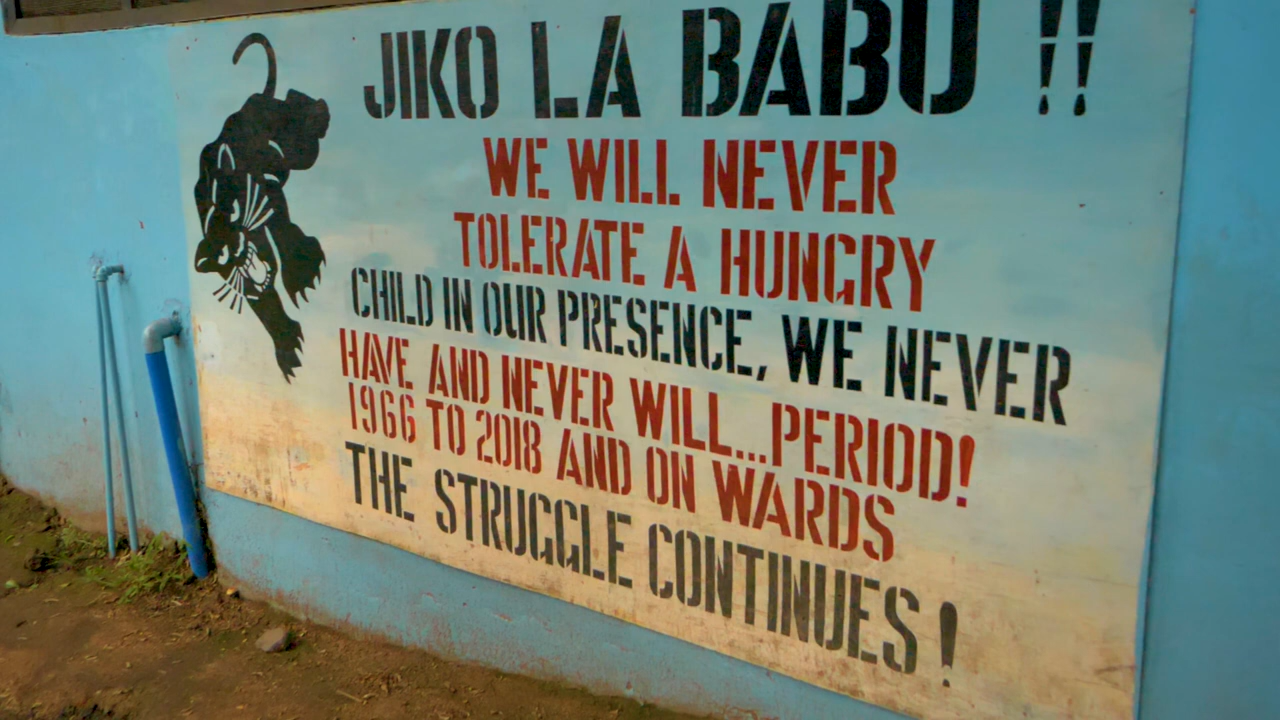 JIKO LA BABU !!
WE WILL NEVER
TOLERATE A HUNGRY
CHILD IN OUR PRESENCE, WE NEVER
HAVE AND NEVER WILL...PERIOD!
1966 TO 2018 AND ON WARDS
THE STRUGGLE CONTINUES!